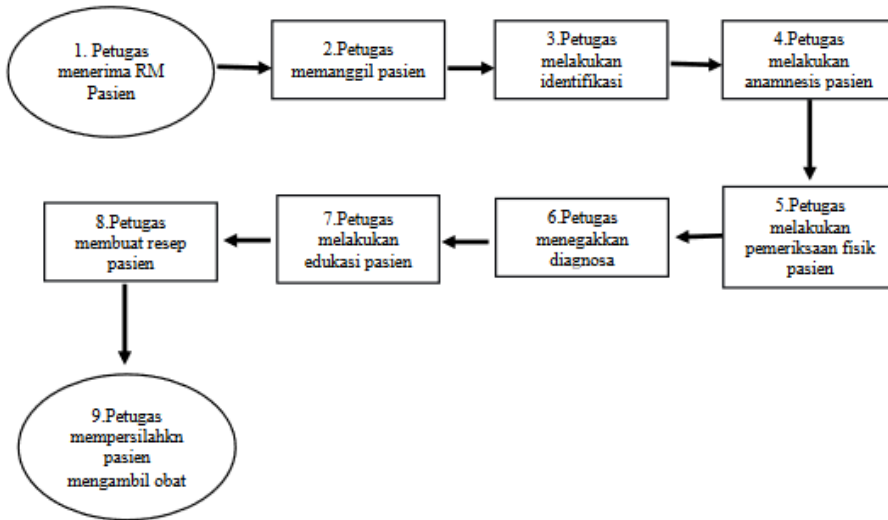 1. Petugas
menerima RM
Pasien
2.Petugas
memanggil pasien
3.Petugas
melakukan
identifikasi
4.Petugas
melakukan
anamnesis pasien
5.Petugas
melakukan
pemeriksaan fisik
pasien
6.Petugas
menegakkan
diagnosa
7.Petugas
melakukan
edukasi pasien
8.Petugas
membuat resep
pasien
9.Petugas
mempersilahkn
pasien
mengambil obat